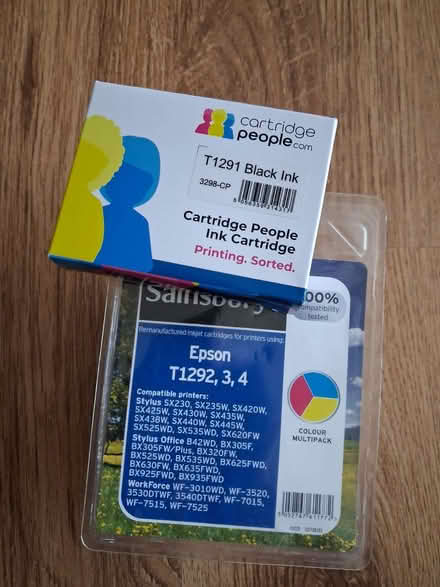 cartridge
people.com
T1291 Black Ink
3298-CP
Cartridge People
Ink Cartridge
Printing. Sorted.
Sainsbury's
100%
compatibility
tested
Remanufactured ink cartridges for printers using:
Epson
T1292, 3, 4
Compatible printers:
Stylus SX230, SX235W, SX420W,
SX425W, SX430W, SX435W,
SX438W, SX440W, SX445W,
SX525WD, SX535WD, SX620FW
Stylus Office B42WD, BX305F,
BX305FW/Plus, BX320FW,
BX525WD, BX535WD, BX625FWD,
BX630FW, BX635FWD,
BX925FWD, BX935FWD
WorkForce WF-3010WD, WF-3520,
3530DTWF, 3540DTWF, WF-7015,
WF-7515, WF-7525
COLOUR
MULTIPACK